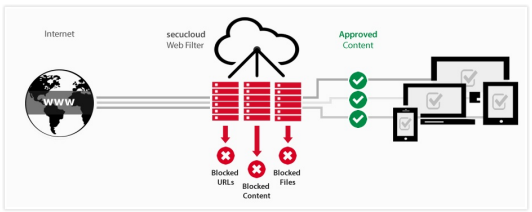 Internet
secucloud
Web Filter
Approved
Content
WWW
Blocked
URLs
Blocked
Content
Blocked
Files